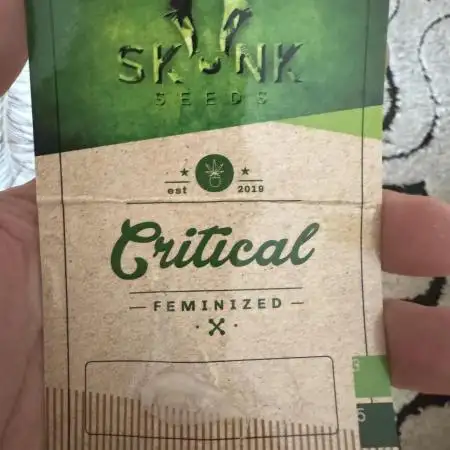 SKUNK
SEEDS
est 2019
Critical
FEMINIZED